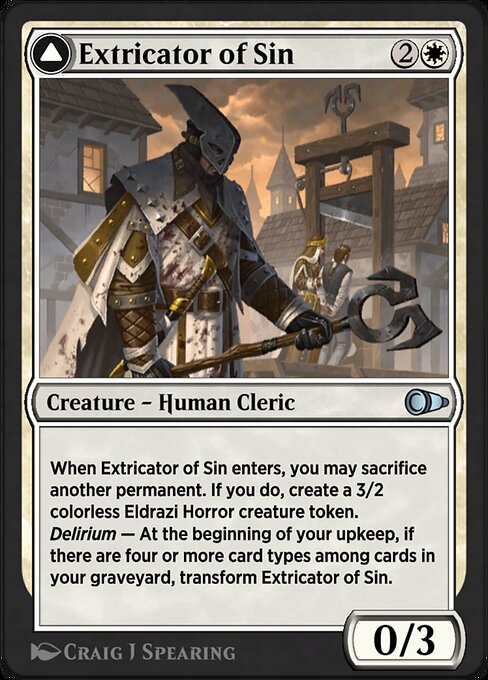 Extricator of Sin 2
Creature – Human Cleric
When Extricator of Sin enters, you may sacrifice
another permanent. If you do, create a 3/2
colorless Eldrazi Horror creature token.
Delirium — At the beginning of your upkeep, if
there are four or more card types among cards in
your graveyard, transform Extricator of Sin.
0/3
Craig J Spearing